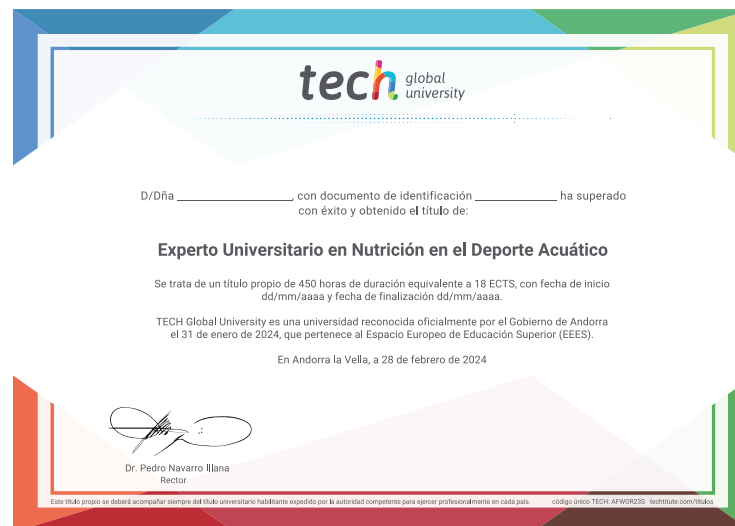 tech global
university
D/Dña ____________________, con documento de identificación ______________ ha superado
con éxito y obtenido el título de:
Experto Universitario en Nutrición en el Deporte Acuático
Se trata de un título propio de 450 horas de duración equivalente a 18 ECTS, con fecha de inicio
dd/mm/aaaa y fecha de finalización dd/mm/aaaa.
TECH Global University es una universidad reconocida oficialmente por el Gobierno de Andorra
el 31 de enero de 2024, que pertenece al Espacio Europeo de Educación Superior (EEES).
En Andorra la Vella, a 28 de febrero de 2024
Dr. Pedro Navarro Illana
Rector
Este título propio se deberá acompañar siempre del título universitario habilitante expedido por la autoridad competente para ejercer profesionalmente en cada país. código único TECH: AFWOR23S techtitute.com/titulos